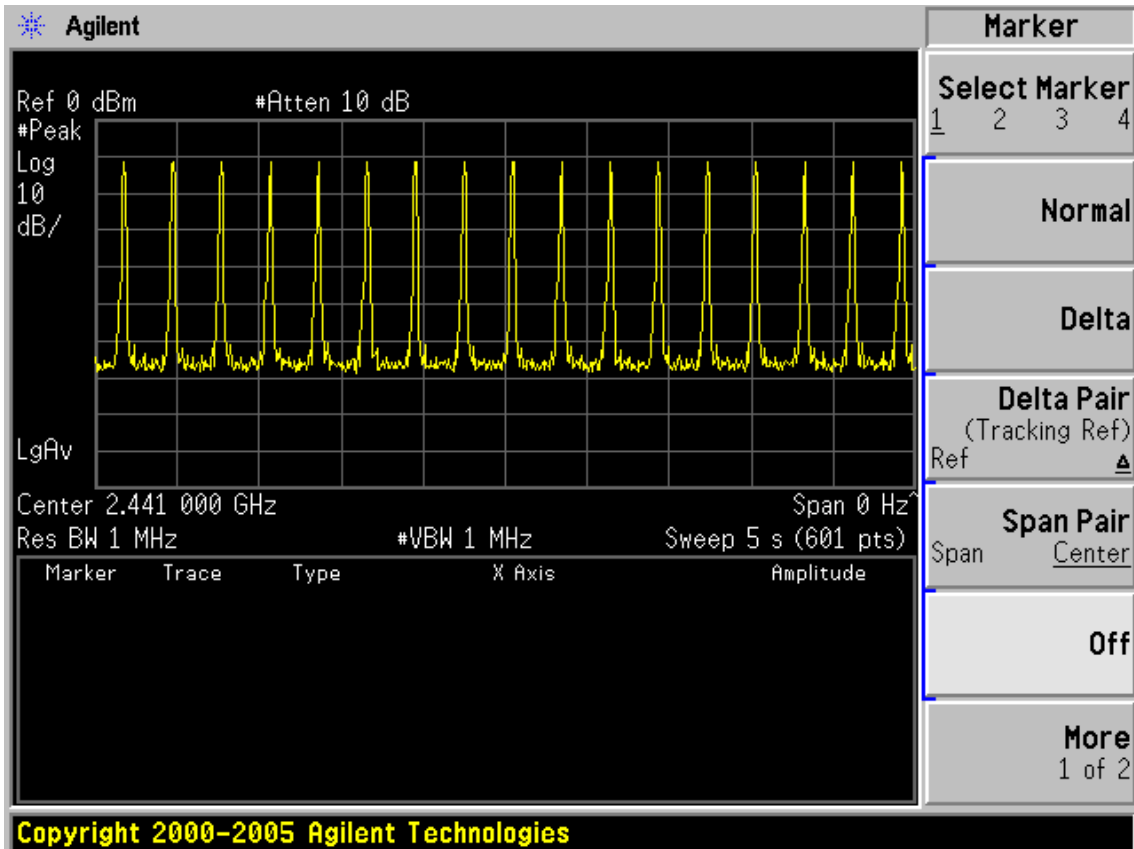 Agilent
Ref 0 dBm #Atten 10 dB
#Peak
Log
10
dB/
LgAv
Center 2.441 000 GHz Span 0 Hz^
Res BW 1 MHz #VBW 1 MHz Sweep 5 s (601 pts)
Marker Trace Type X Axis Amplitude
Copyright 2000-2005 Agilent Technologies
Marker
Select Marker
1 2 3 4
Normal
Delta
Delta Pair
(Tracking Ref)
Ref Δ
Span Pair
Span Center
Off
More
1 of 2